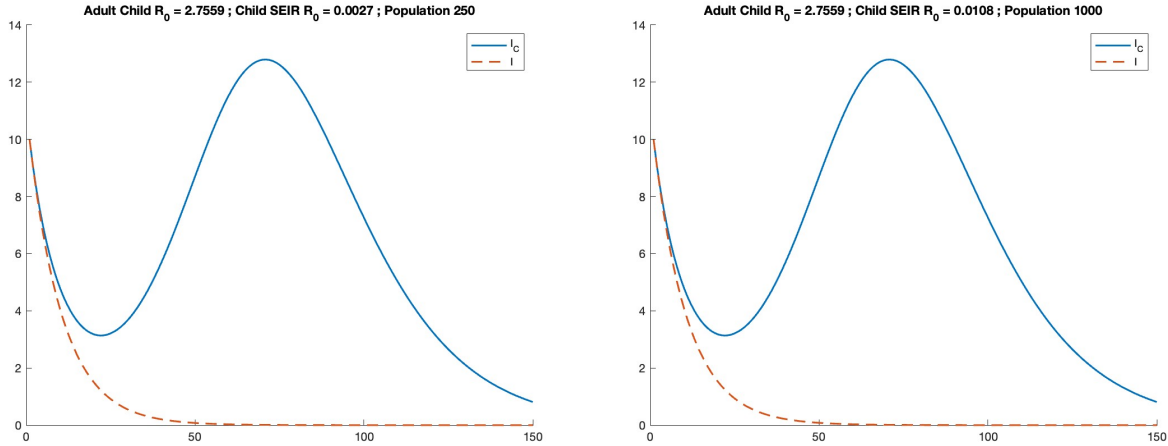 Adult Child R0 = 2.7559 ; Child SEIR R0 = 0.0027 ; Population 250
14
12
10
8
6
4
2
0
0 50 100 150
IC
I
Adult Child R0 = 2.7559 ; Child SEIR R0 = 0.0108 ; Population 1000
14
12
10
8
6
4
2
0
0 50 100 150
IC
I